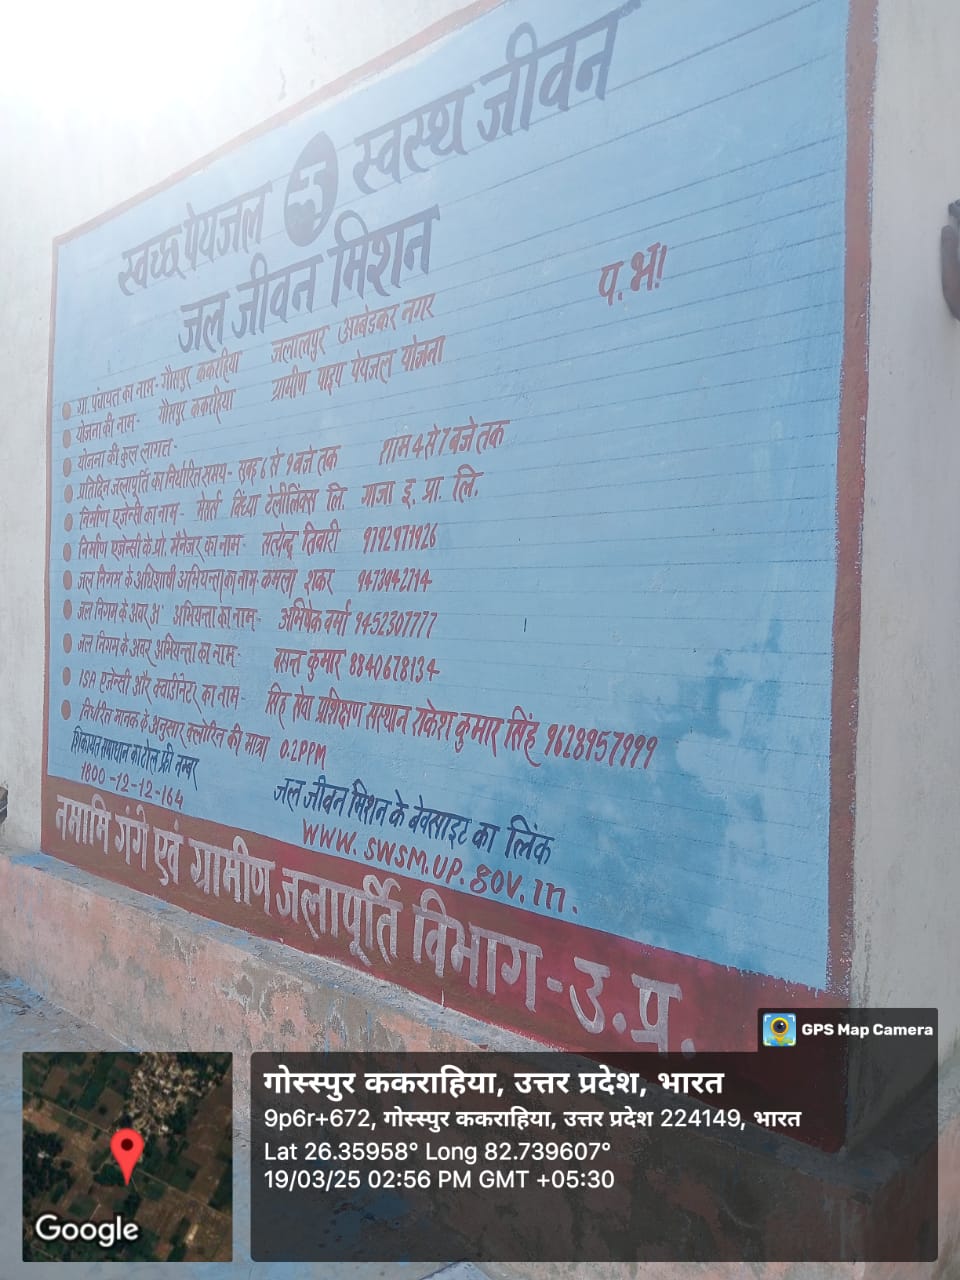 स्वच्छ पेयजल स्वस्थ जीवन
जल जीवन मिशन
प. भा.
ग्रा. पंचायत का नाम- गौसपुर ककरहिया जलालपुर अम्बेडकर नगर
योजना की नाम- गौसपुर ककरहिया ग्रामीण पाइप पेयजल योजना
योजना की कुल लागत-
प्रतिदिन जलापूर्ति का निर्धारित समय- सुबह 6 से 9 बजे तक शाम 4 से 7 बजे तक
निर्माण एजेन्सी का नाम- मेसर्स विंध्या टेलीलिंक्स लि. गाजा इ. प्रा. लि.
निर्माण एजेन्सी के प्रो. मैनेजर का नाम- सत्येन्द्र तिवारी 9792971926
जल निगम के अधिशाषी अभियन्ता का नाम- कमला शंकर 9473942714
जल निगम के अवर अ० अभियन्ता का नाम- अभिषेक वर्मा 9452307777
जल निगम के अवर अभियन्ता का नाम- बसन्त कुमार 8840678134
ISA एजेन्सी और क्वार्डिनेटर का नाम- सिंह सेवा प्रशिक्षण सस्थान राकेश कुमार सिंह 9628957999
निर्धारित मानक के अनुसार क्लोरिन की मात्रा 0.2PPM
शिकायत समाधान का टोल फ्री नम्बर
1800-12-12-164
जल जीवन मिशन के वेवसाइट का लिंक
www.swsm.up.gov.in.
नमामि गंगे एवं ग्रामीण जलापूर्ति विभाग-उ.प्र.
GPS Map Camera
गोस्स्पुर ककराहिया, उत्तर प्रदेश, भारत
9p6r+672, गोस्स्पुर ककराहिया, उत्तर प्रदेश 224149, भारत
Lat 26.35958° Long 82.739607°
19/03/25 02:56 PM GMT +05:30
Google